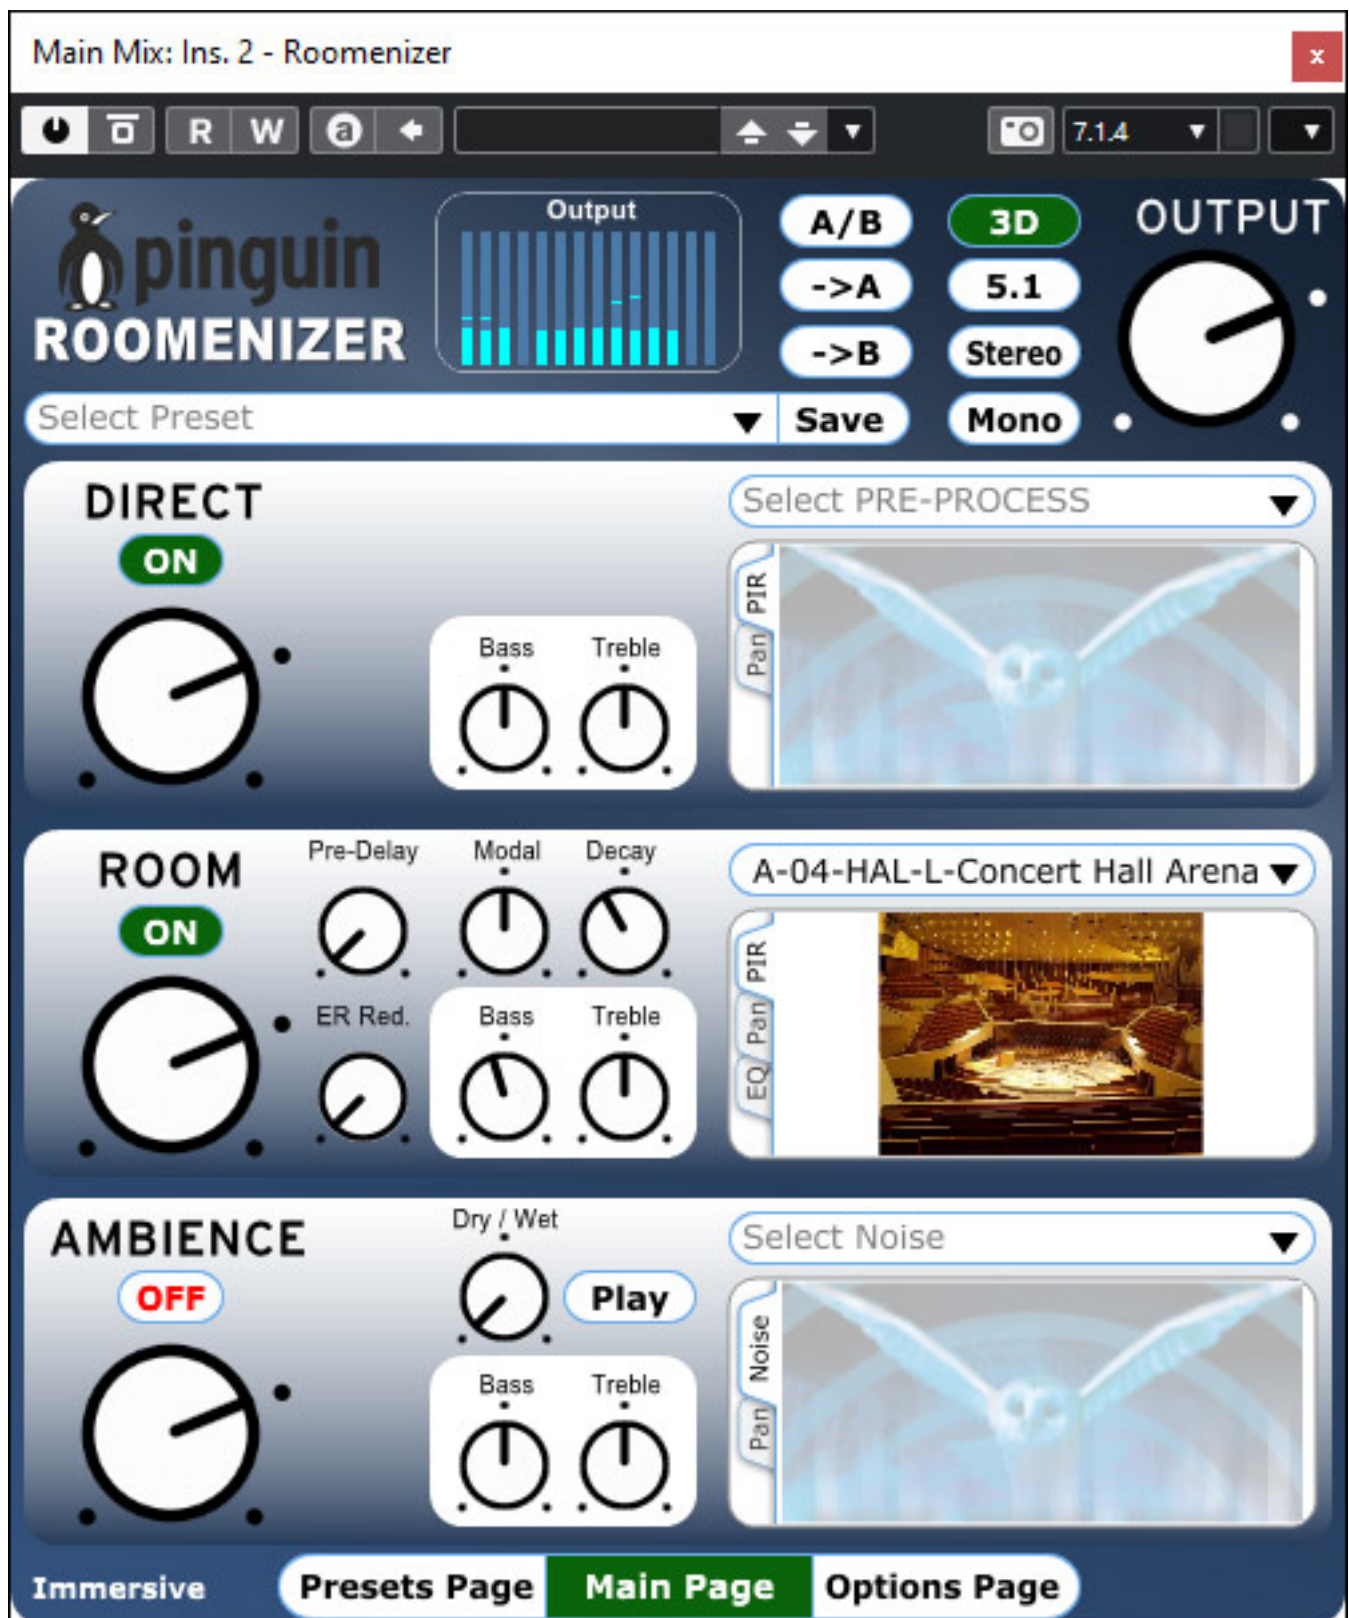 Main Mix: Ins. 2 - Roomenizer
x
R W a 7.1.4
pinguin
ROOMENIZER
Output
A/B
->A
->B
3D
5.1
Stereo
Mono
OUTPUT
Select Preset
Save
DIRECT
ON
Bass Treble
Select PRE-PROCESS
PIR
Pan
ROOM
ON
Pre-Delay Modal Decay
ER Red. Bass Treble
A-04-HAL-L-Concert Hall Arena
PIR
Pan
EQ
AMBIENCE
OFF
Dry / Wet
Play
Bass Treble
Select Noise
Noise
Pan
Immersive
Presets Page Main Page Options Page